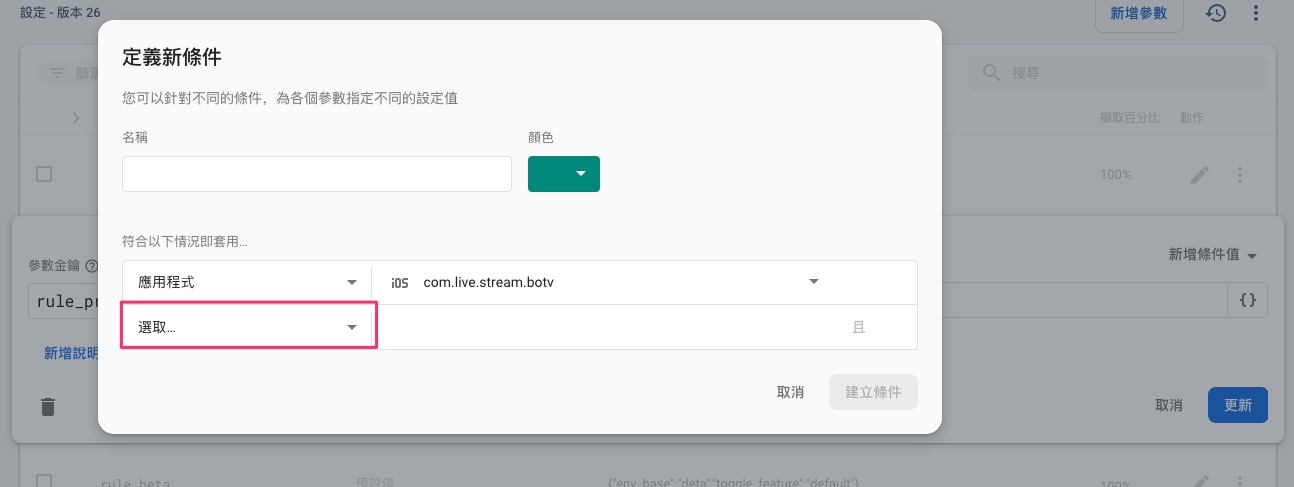 設定 - 版本 26
新增參數
定義新條件
篩選
搜尋
您可以針對不同的條件，為各個參數指定不同的設定值
擷取百分比 動作
名稱 顏色
100%
符合以下情況即套用...
新增條件值
參數金鑰
應用程式 iOS com.live.stream.botv
rule_pr {}
選取... 且
新增說明
取消 建立條件
取消 更新
rule_beta 預設值 {"env_base":"deta","toggle_feature":"default"} 100%